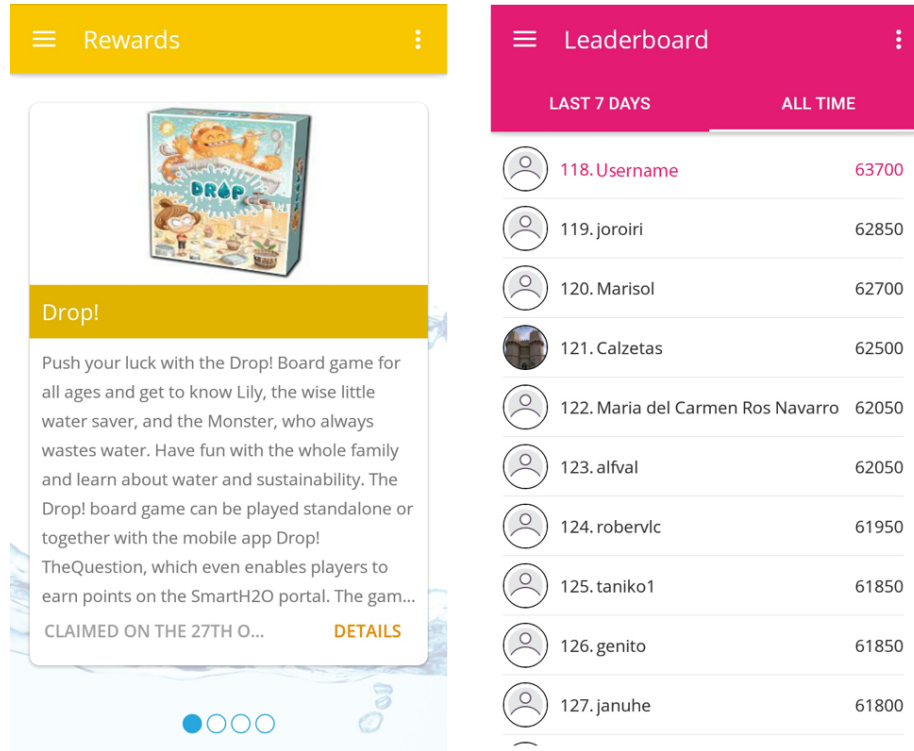 Rewards
DROP
Drop!
Push your luck with the Drop! Board game for
all ages and get to know Lily, the wise little
water saver, and the Monster, who always
wastes water. Have fun with the whole family
and learn about water and sustainability. The
Drop! board game can be played standalone or
together with the mobile app Drop!
TheQuestion, which even enables players to
earn points on the SmartH2O portal. The gam...
CLAIMED ON THE 27TH O... DETAILS
Leaderboard
LAST 7 DAYS ALL TIME
118. Username 63700
119. joroiri 62850
120. Marisol 62700
121. Calzetas 62500
122. Maria del Carmen Ros Navarro 62050
123. alfval 62050
124. robervlc 61950
125. taniko1 61850
126. genito 61850
127. januhe 61800